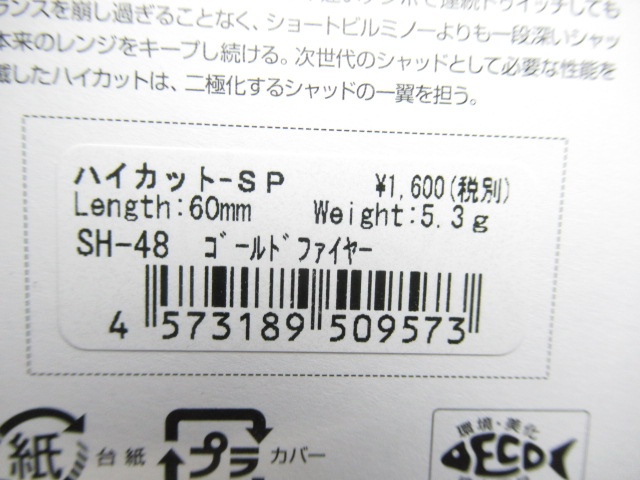 ランスを崩し過ぎることなく、ショートビルミノーよりも一段深いシャッ
本来のレンジをキープし続ける。次世代のシャッドとして必要な性能を
載したハイカットは、二極化するシャッドの一翼を担う。
ハイカット-SP ¥1,600(税別)
Length:60mm Weight:5.3g
SH-48 ゴールドファイヤー
4 573189 509573
紙 台紙
プラ カバー
環境・美化
ECO